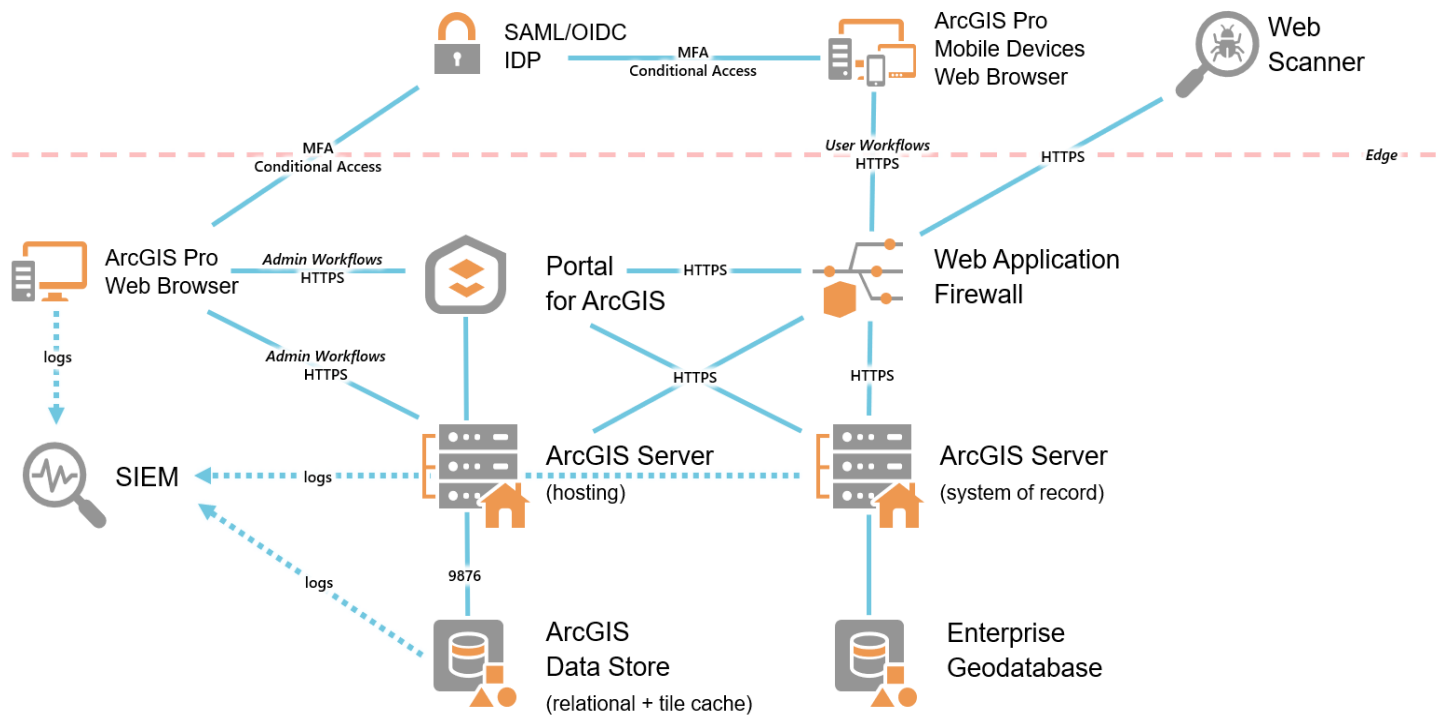 SAML/OIDC
IDP
MFA
Conditional Access
ArcGIS Pro
Mobile Devices
Web Browser
Web
Scanner
MFA
Conditional Access
User Workflows
HTTPS
HTTPS
Edge
ArcGIS Pro
Web Browser
Admin Workflows
HTTPS
Portal
for ArcGIS
HTTPS
Web Application
Firewall
logs
Admin Workflows
HTTPS
HTTPS
HTTPS
SIEM
logs
ArcGIS Server
(hosting)
ArcGIS Server
(system of record)
logs
9876
ArcGIS
Data Store
(relational + tile cache)
Enterprise
Geodatabase